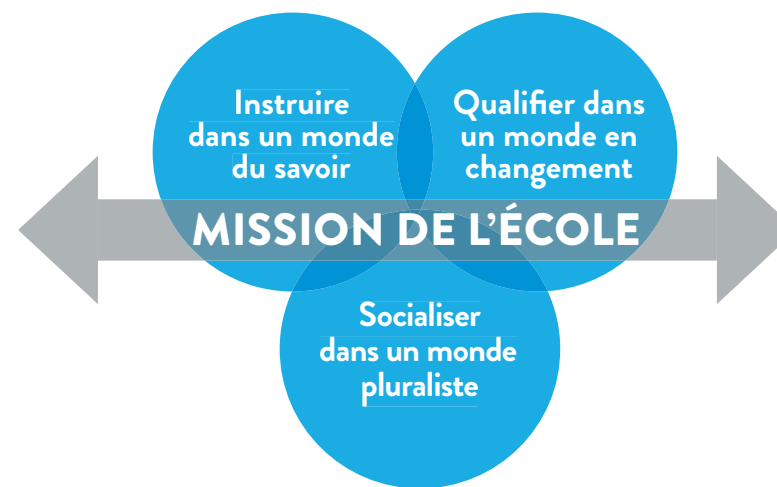 Instruire
dans un monde
du savoir
Qualifier dans
un monde en
changement
MISSION DE L'ÉCOLE
Socialiser
dans un monde
pluraliste